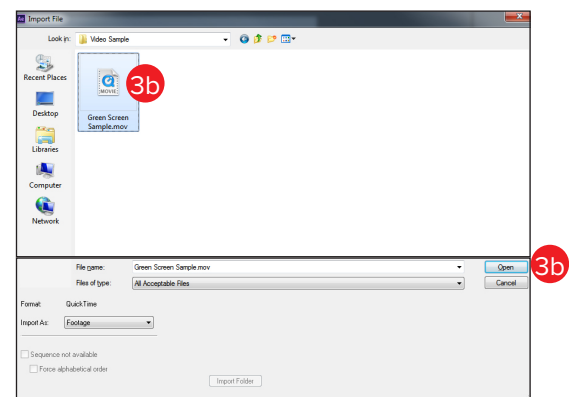 Ae Import File
Look in: Video Sample
Recent Places
Desktop
Libraries
Computer
Network
MOVIE
3b
Green Screen
Sample.mov
File name: Green Screen Sample.mov Open
3b
Files of type: All Acceptable Files Cancel
Format: QuickTime
Import As: Footage
Sequence not available
Force alphabetical order
Import Folder